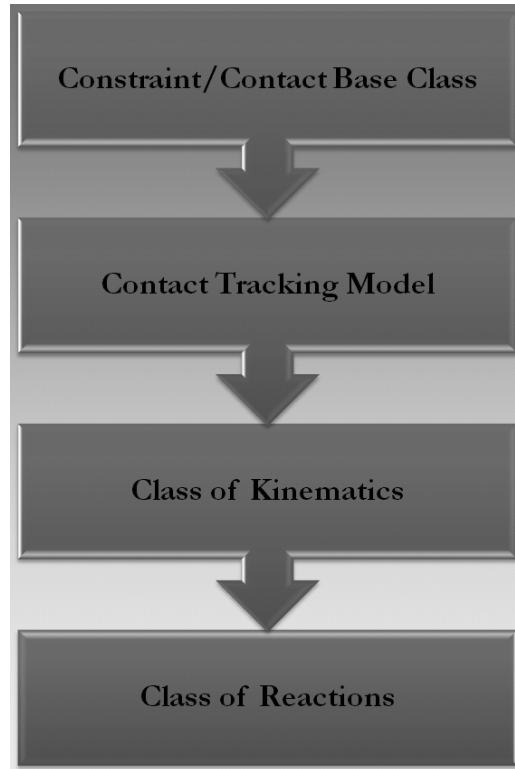 Constraint/Contact Base Class
Contact Tracking Model
Class of Kinematics
Class of Reactions